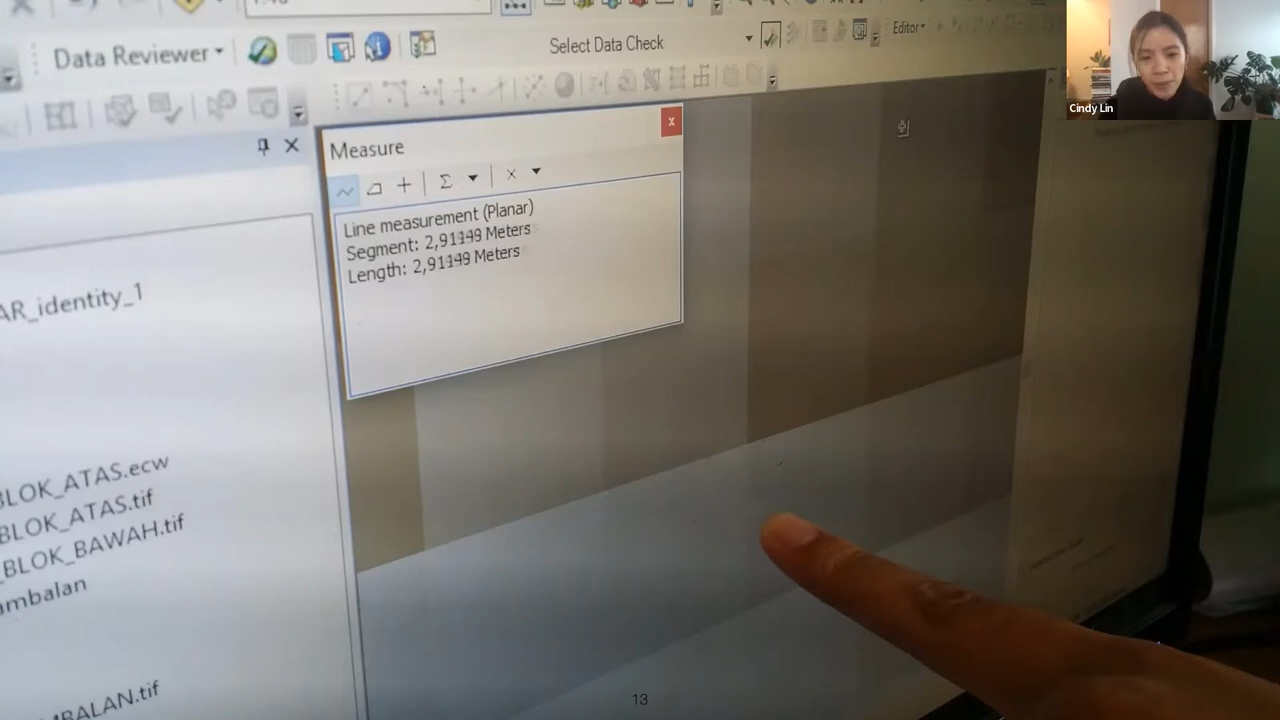 Data Reviewer
Select Data Check
Editor
Cindy Lin
Measure
Line measurement (Planar)
Segment: 2,91149 Meters
Length: 2,91149 Meters
AR_identity_1
BLOK_ATAS.ecw
BLOK_ATAS.tif
_BLOK_BAWAH.tif
ambalan
MBALAN.tif
13